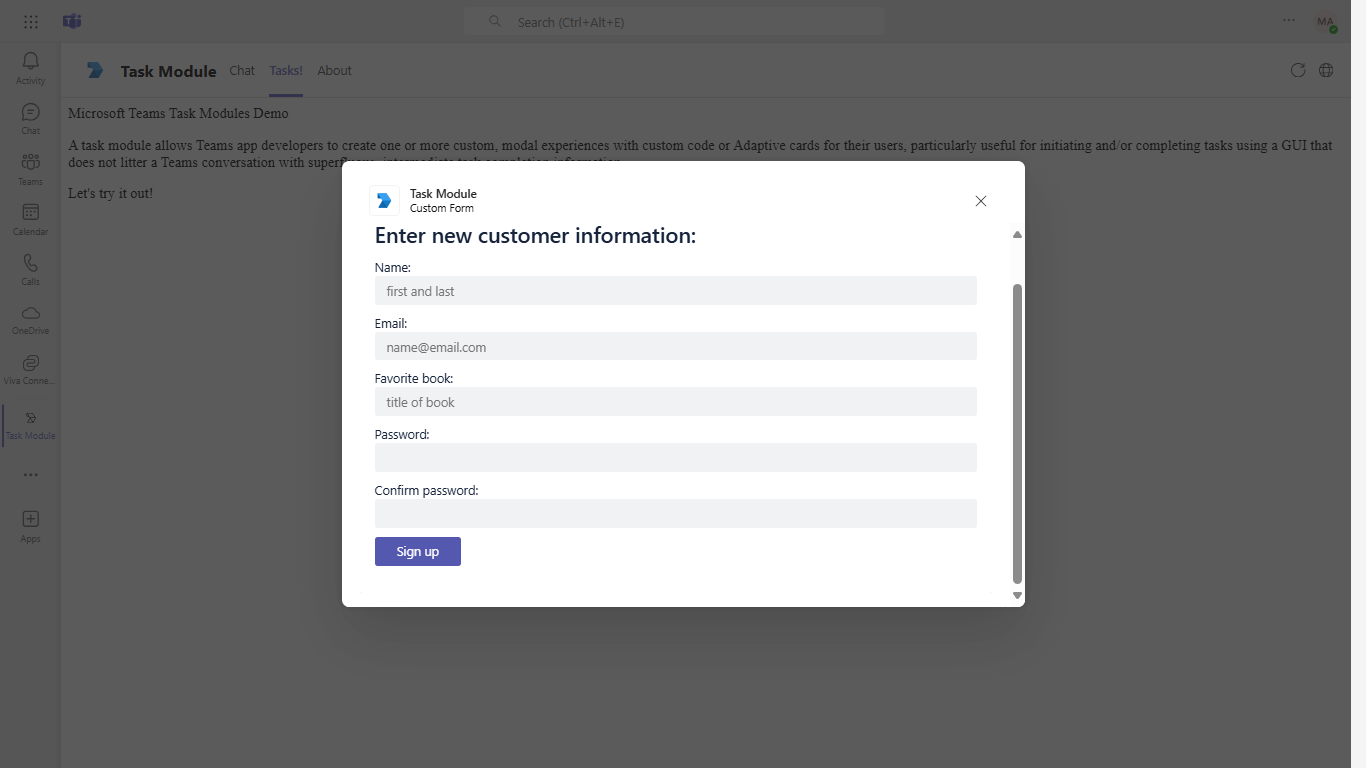 Search (Ctrl+Alt+E)
MA
Activity
Chat
Teams
Calendar
Calls
OneDrive
Viva Conne...
Task Module
Apps
Task Module Chat Tasks! About
Microsoft Teams Task Modules Demo
A task module allows Teams app developers to create one or more custom, modal experiences with custom code or Adaptive cards for their users, particularly useful for initiating and/or completing tasks using a GUI that
does not litter a Teams conversation with superfluous, intermediate task completion information.
Let's try it out!
Task Module
Custom Form
Enter new customer information:
Name:
first and last
Email:
name@email.com
Favorite book:
title of book
Password:
Confirm password:
Sign up